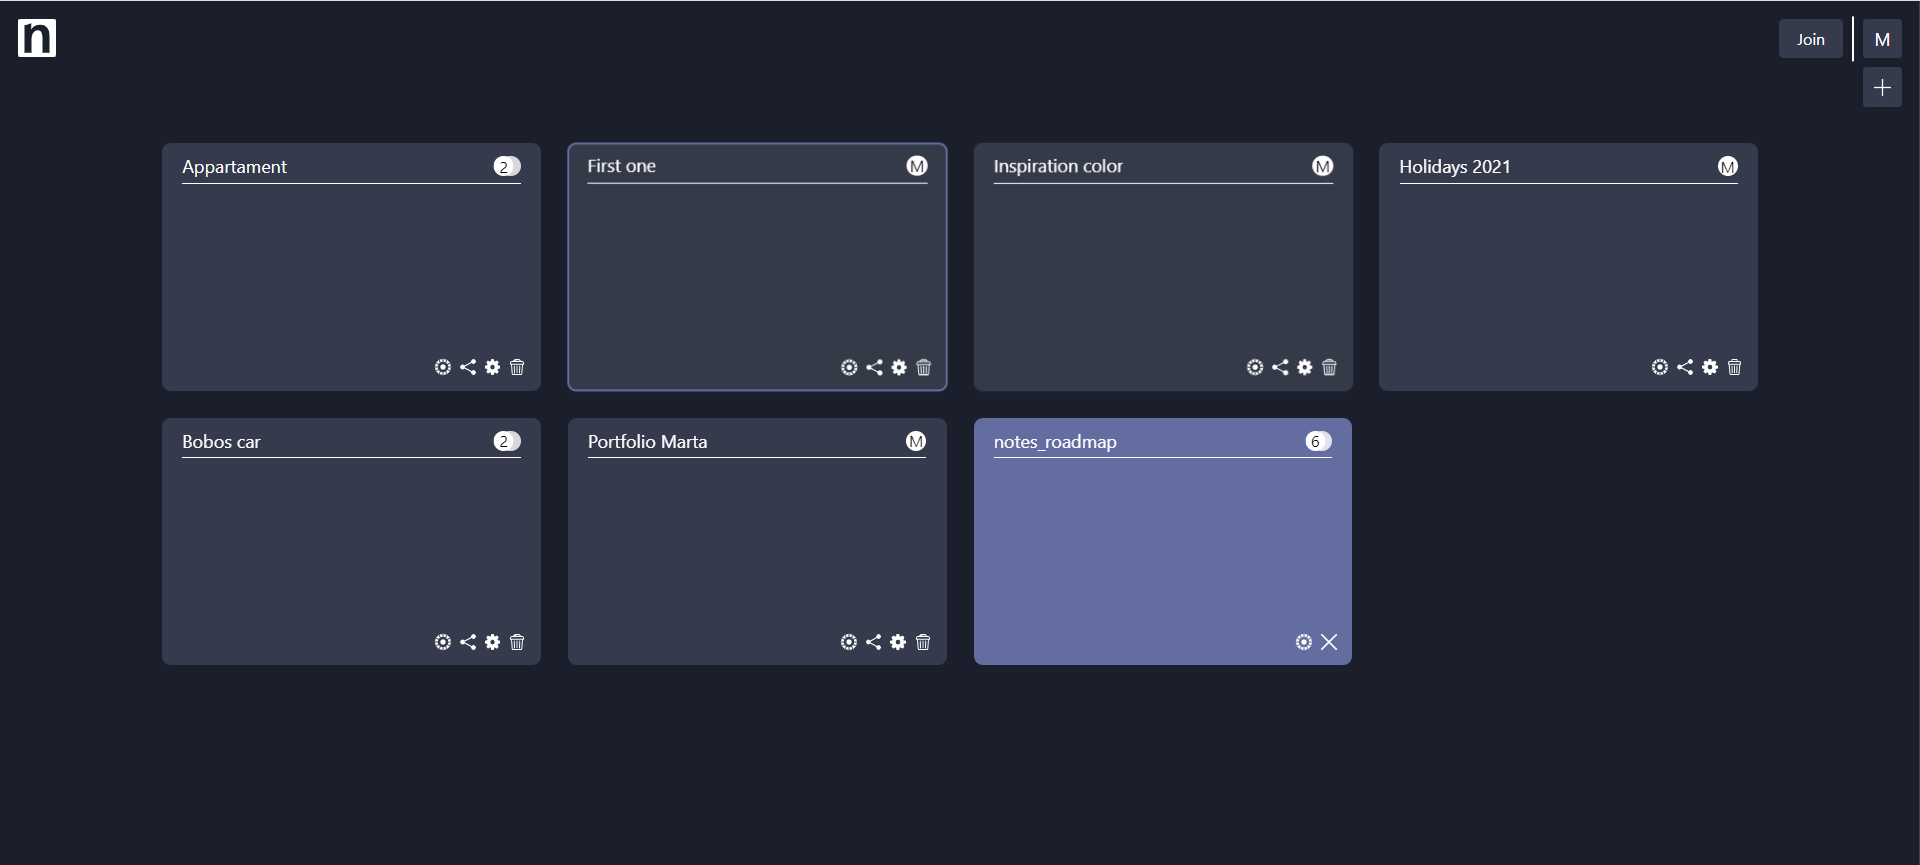 n
Join
M
Appartament 2
First one M
Inspiration color M
Holidays 2021 M
Bobos car 2
Portfolio Marta M
notes_roadmap 6